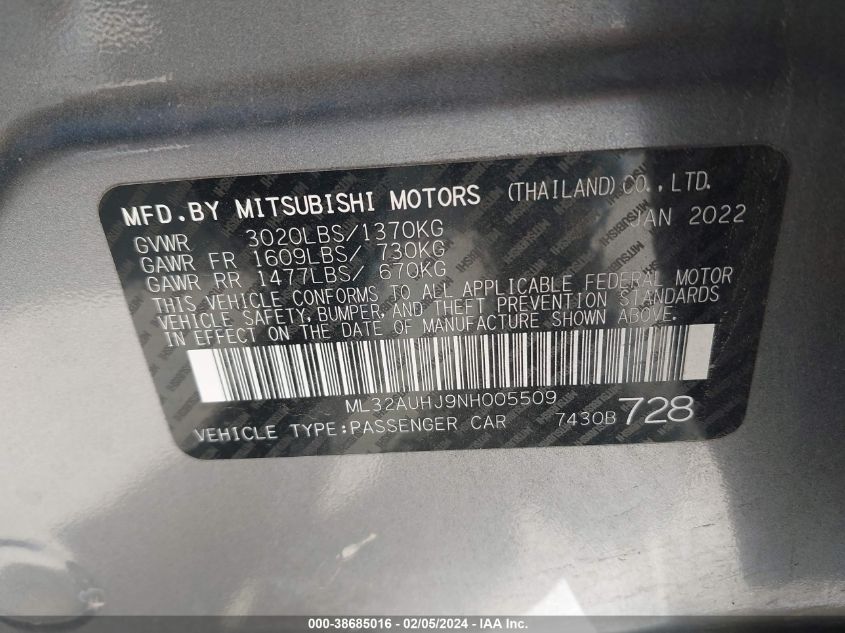 MFD.BY MITSUBISHI MOTORS (THAILAND)CO.,LTD.
JAN 2022
GVWR 3020LBS/1370KG
GAWR FR 1609LBS/ 730KG
GAWR RR 1477LBS/ 670KG
THIS VEHICLE CONFORMS TO ALL APPLICABLE FEDERAL MOTOR
VEHICLE SAFETY,BUMPER,AND THEFT PREVENTION STANDARDS
IN EFFECT ON THE DATE OF MANUFACTURE SHOWN ABOVE.
ML32AUHJ9NH005509
VEHICLE TYPE:PASSENGER CAR 7430B 728
000-38685016 - 02/05/2024 - IAA Inc.